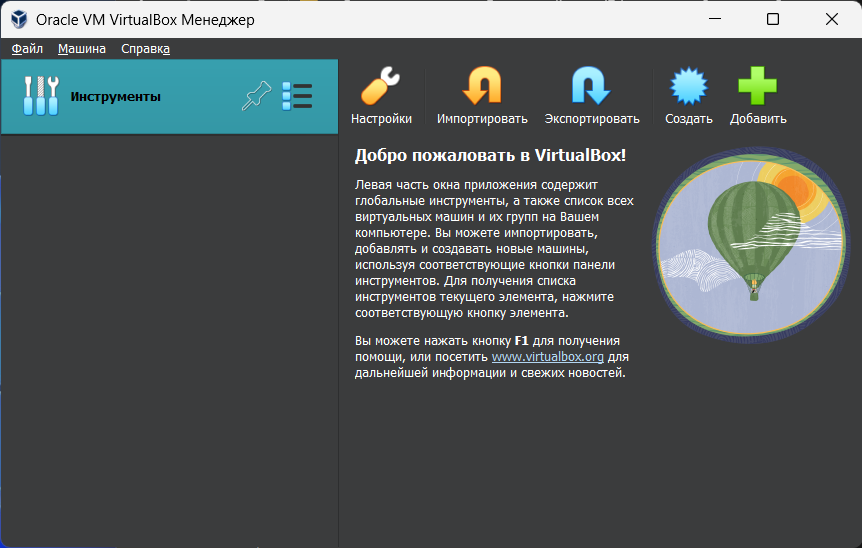 Oracle VM VirtualBox Менеджер
Файл Машина Справка
Инструменты
Настройки Импортировать Экспортировать Создать Добавить
Добро пожаловать в VirtualBox!
Левая часть окна приложения содержит
глобальные инструменты, а также список всех
виртуальных машин и их групп на Вашем
компьютере. Вы можете импортировать,
добавлять и создавать новые машины,
используя соответствующие кнопки панели
инструментов. Для получения списка
инструментов текущего элемента, нажмите
соответствующую кнопку элемента.
Вы можете нажать кнопку F1 для получения
помощи, или посетить www.virtualbox.org для
дальнейшей информации и свежих новостей.